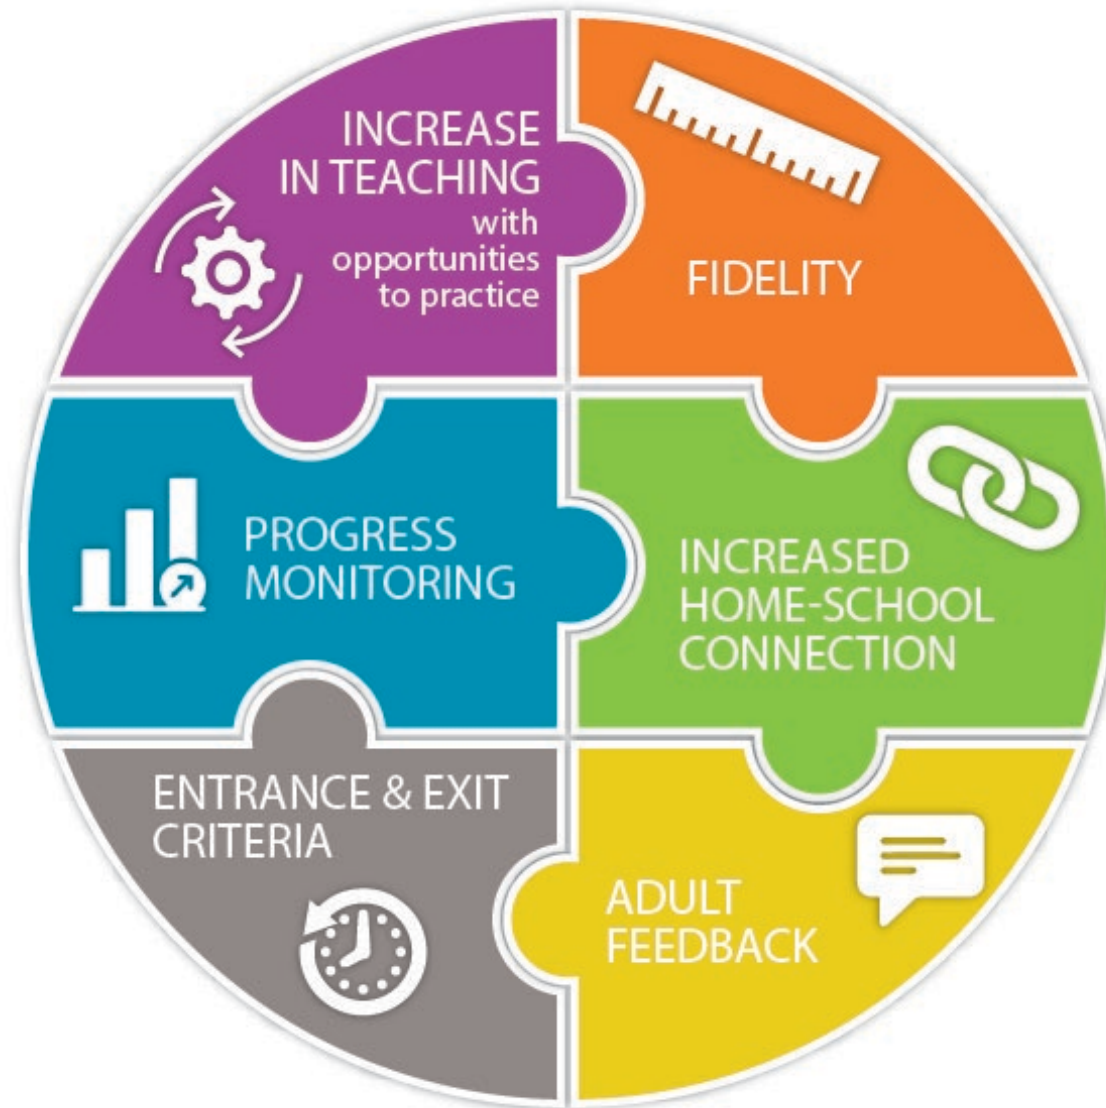 INCREASE
IN TEACHING
with
opportunities
to practice
FIDELITY
PROGRESS
MONITORING
INCREASED
HOME-SCHOOL
CONNECTION
ENTRANCE & EXIT
CRITERIA
ADULT
FEEDBACK